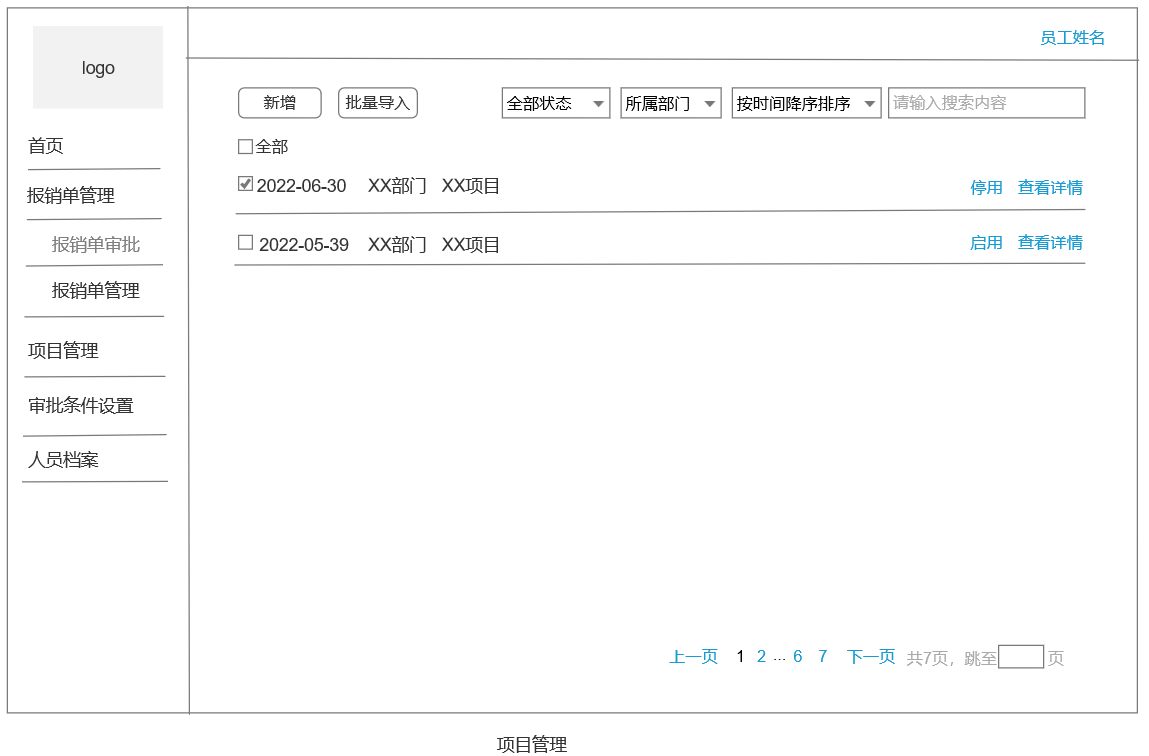 员工姓名
logo
首页
报销单管理
报销单审批
报销单管理
项目管理
审批条件设置
人员档案
新增 批量导入 全部状态 所属部门 按时间降序排序 请输入搜索内容
全部
2022-06-30 XX部门 XX项目 停用 查看详情
2022-05-39 XX部门 XX项目 启用 查看详情
上一页 1 2 ... 6 7 下一页 共7页，跳至 页
项目管理